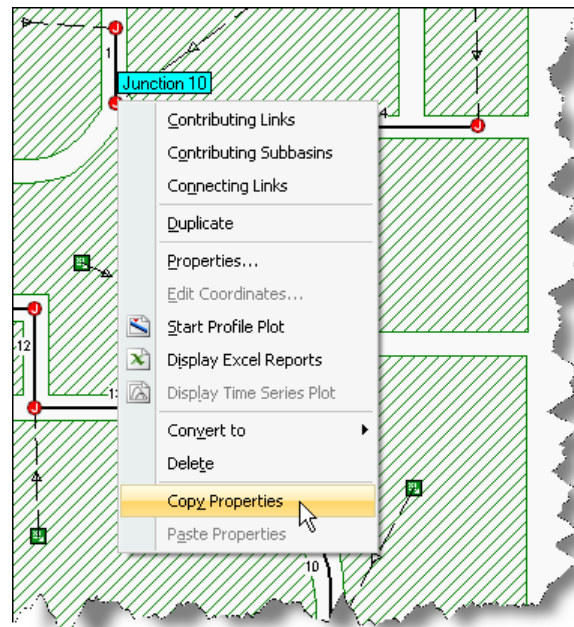 J
1
Junction 10
J
Contributing Links
4
J
Contributing Subbasins
Connecting Links
Duplicate
Properties...
Edit Coordinates...
J
Start Profile Plot
12
Display Excel Reports
Display Time Series Plot
J
Convert to
Delete
Copy Properties
Paste Properties
10